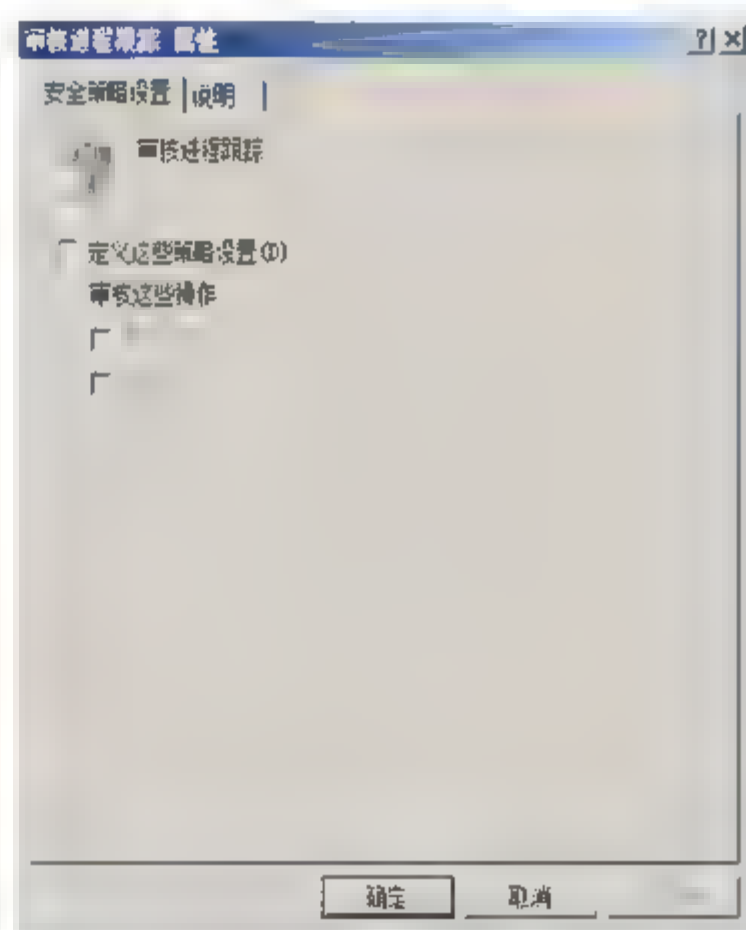 审核进程跟踪 属性
安全策略设置 说明
审核进程跟踪
定义这些策略设置(D)
审核这些操作
确定 取消